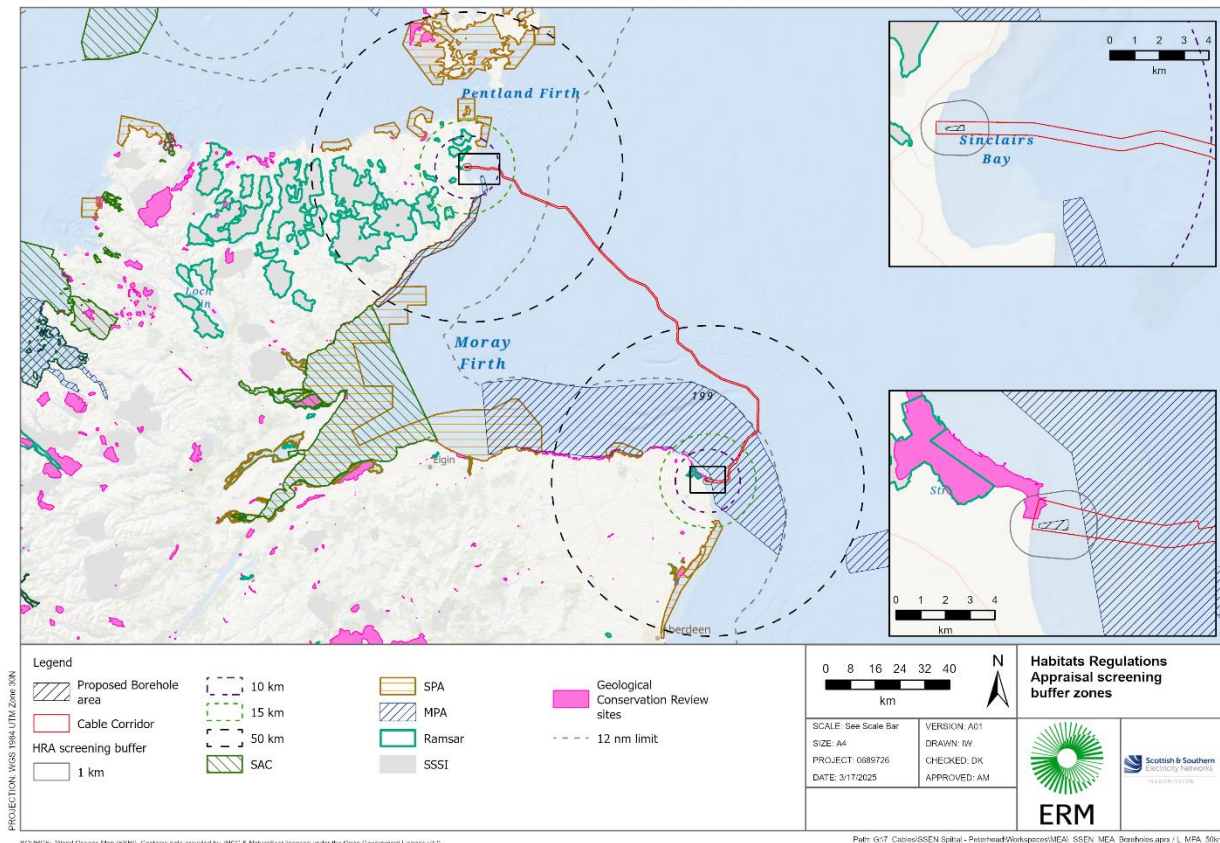 Pentland Firth
Loch
in
Moray
Firth
199
Elgin
berdeen
0 1 2 3 4
km
Sinclairs
Bay
Str
0 1 2 3 4
km
Legend
Proposed Borehole
area
Cable Corridor
HRA screening buffer
1 km
10 km
15 km
50 km
SAC
SPA
MPA
Ramsar
SSSI
Geological
Conservation Review
sites
12 nm limit
0 8 16 24 32 40
km
N
SCALE: See Scale Bar
VERSION: A01
SIZE: A4
DRAWN: IW
PROJECT: 0689726
CHECKED: DK
DATE: 3/17/2025
APPROVED: AM
Habitats Regulations
Appraisal screening
buffer zones
ERM
Scottish & Southern
Electricity Networks
TRANSMISSION
PROJECTION: WGS 1984 UTM Zone 30N